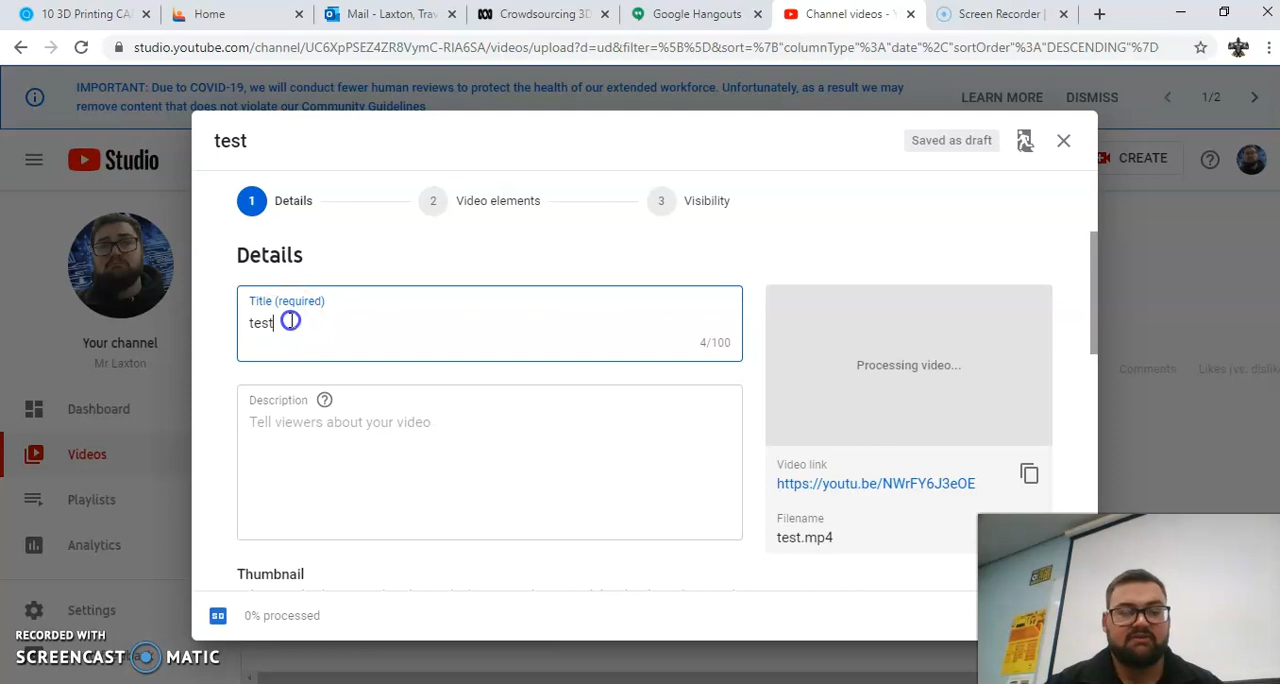 10 3D Printing CA
Home
Mail - Laxton, Trav
Crowdsourcing 3D
Google Hangouts
Channel videos - Y
Screen Recorder |
studio.youtube.com/channel/UC6XpPSEZ4ZR8VymC-RIA6SA/videos/upload?d=ud&filter=%5B%5D&sort=%7B"columnType"%3A"date"%2C"sortOrder"%3A"DESCENDING"%7D
IMPORTANT: Due to COVID-19, we will conduct fewer human reviews to protect the health of our extended workforce. Unfortunately, as a result we may
remove content that does not violate our Community Guidelines
LEARN MORE
DISMISS
1/2
Studio
test
Saved as draft
CREATE
1 Details
2 Video elements
3 Visibility
Details
Title (required)
test
4/100
Processing video...
Description
Tell viewers about your video
Your channel
Mr Laxton
Dashboard
Videos
Playlists
Analytics
Settings
Comments
Likes (vs. dislik
Video link
https://youtu.be/NWrFY6J3eOE
Filename
test.mp4
Thumbnail
SD
0% processed
RECORDED WITH
SCREENCAST MATIC